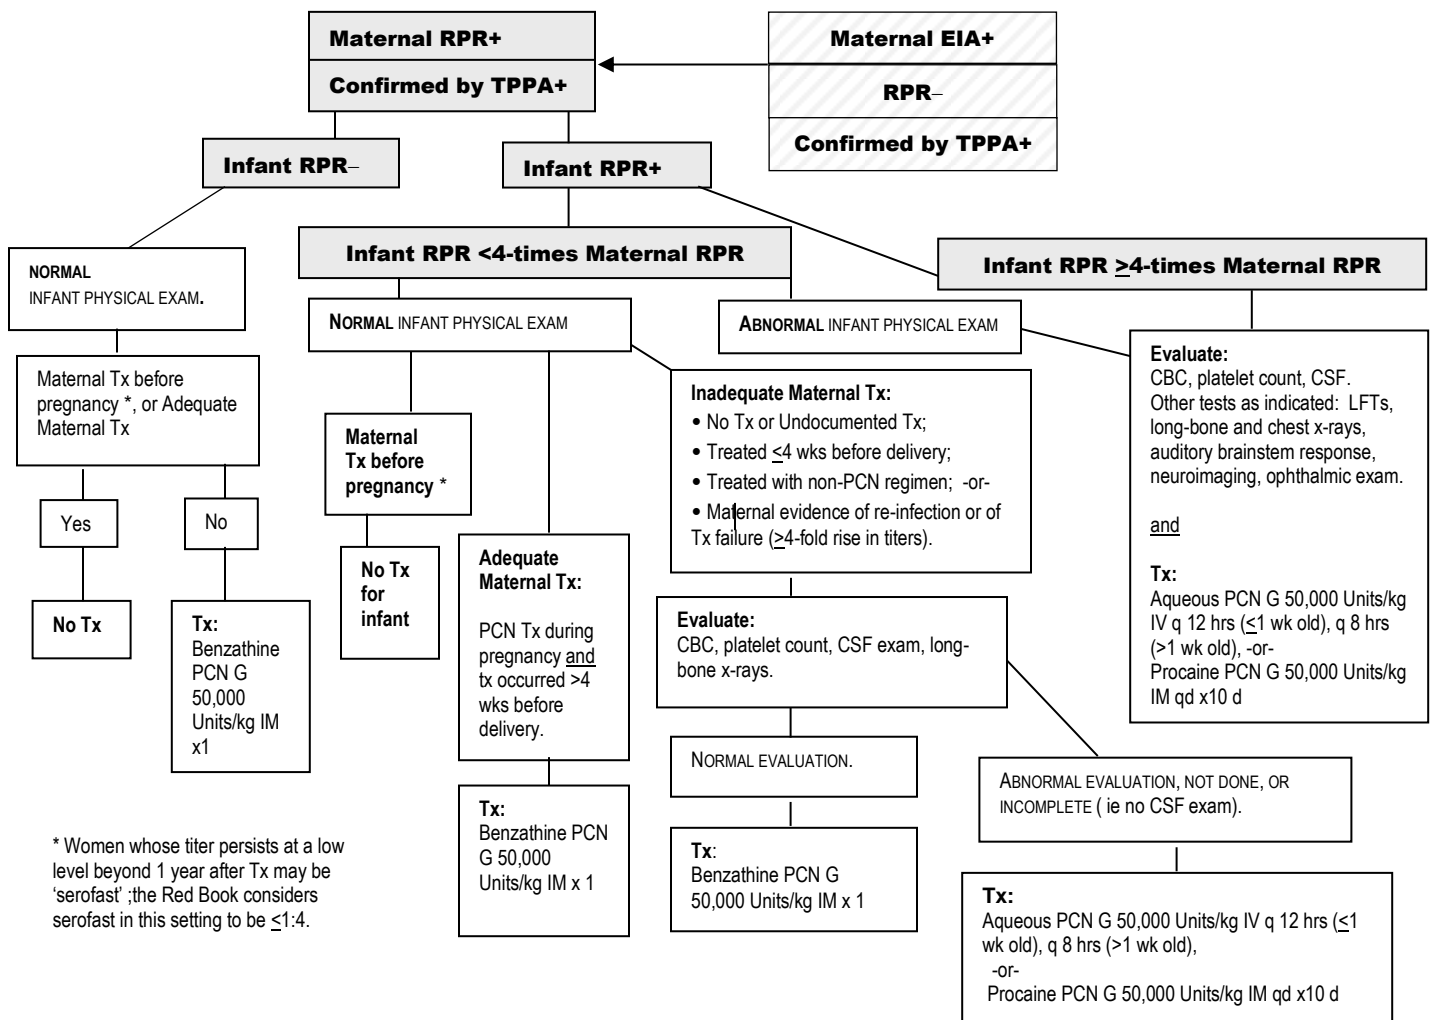 Maternal RPR+
Confirmed by TPPA+
Maternal EIA+
RPR–
Confirmed by TPPA+
Infant RPR–
Infant RPR+
Infant RPR <4-times Maternal RPR
Infant RPR ≥4-times Maternal RPR
NORMAL
INFANT PHYSICAL EXAM.
NORMAL INFANT PHYSICAL EXAM
ABNORMAL INFANT PHYSICAL EXAM
Maternal Tx before
pregnancy *, or Adequate
Maternal Tx
Yes
No
No Tx
Tx:
Benzathine
PCN G
50,000
Units/kg IM
x1
Maternal
Tx before
pregnancy *
No Tx
for
infant
Adequate
Maternal Tx:
PCN Tx during
pregnancy and
tx occurred >4
wks before
delivery.
Tx:
Benzathine PCN
G 50,000
Units/kg IM x 1
Inadequate Maternal Tx:
• No Tx or Undocumented Tx;
• Treated ≤4 wks before delivery;
• Treated with non-PCN regimen; -or-
• Maternal evidence of re-infection or of
Tx failure (≥4-fold rise in titers).
Evaluate:
CBC, platelet count, CSF exam, long-
bone x-rays.
NORMAL EVALUATION.
Tx:
Benzathine PCN G
50,000 Units/kg IM x 1
ABNORMAL EVALUATION, NOT DONE, OR
INCOMPLETE ( ie no CSF exam).
Tx:
Aqueous PCN G 50,000 Units/kg IV q 12 hrs (≤1
wk old), q 8 hrs (>1 wk old),
-or-
Procaine PCN G 50,000 Units/kg IM qd x10 d
Evaluate:
CBC, platelet count, CSF.
Other tests as indicated: LFTs,
long-bone and chest x-rays,
auditory brainstem response,
neuroimaging, ophthalmic exam.
and
Tx:
Aqueous PCN G 50,000 Units/kg
IV q 12 hrs (≤1 wk old), q 8 hrs
(>1 wk old), -or-
Procaine PCN G 50,000 Units/kg
IM qd x10 d
* Women whose titer persists at a low
level beyond 1 year after Tx may be
‘serofast’ ;the Red Book considers
serofast in this setting to be ≤1:4.